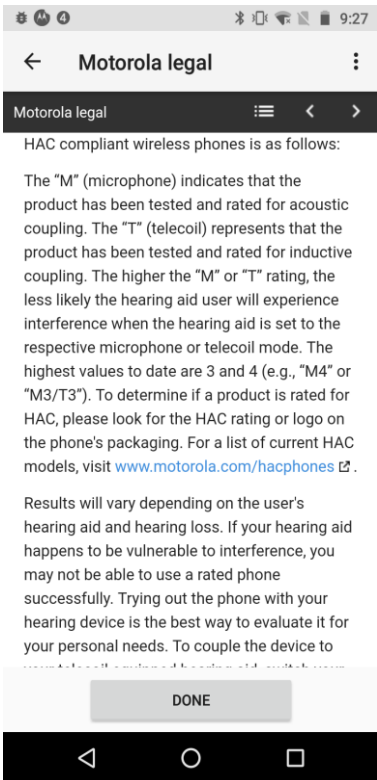 4 9:27
Motorola legal
Motorola legal
HAC compliant wireless phones is as follows:
The “M” (microphone) indicates that the
product has been tested and rated for acoustic
coupling. The “T” (telecoil) represents that the
product has been tested and rated for inductive
coupling. The higher the “M” or “T” rating, the
less likely the hearing aid user will experience
interference when the hearing aid is set to the
respective microphone or telecoil mode. The
highest values to date are 3 and 4 (e.g., “M4” or
“M3/T3”). To determine if a product is rated for
HAC, please look for the HAC rating or logo on
the phone's packaging. For a list of current HAC
models, visit www.motorola.com/hacphones .
Results will vary depending on the user's
hearing aid and hearing loss. If your hearing aid
happens to be vulnerable to interference, you
may not be able to use a rated phone
successfully. Trying out the phone with your
hearing device is the best way to evaluate it for
your personal needs. To couple the device to
DONE